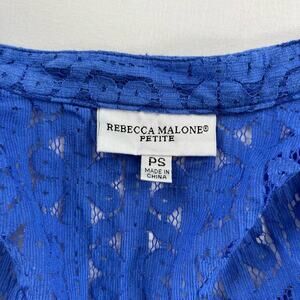 REBECCA MALONE®
PETITE
PS
MADE IN
CHINA